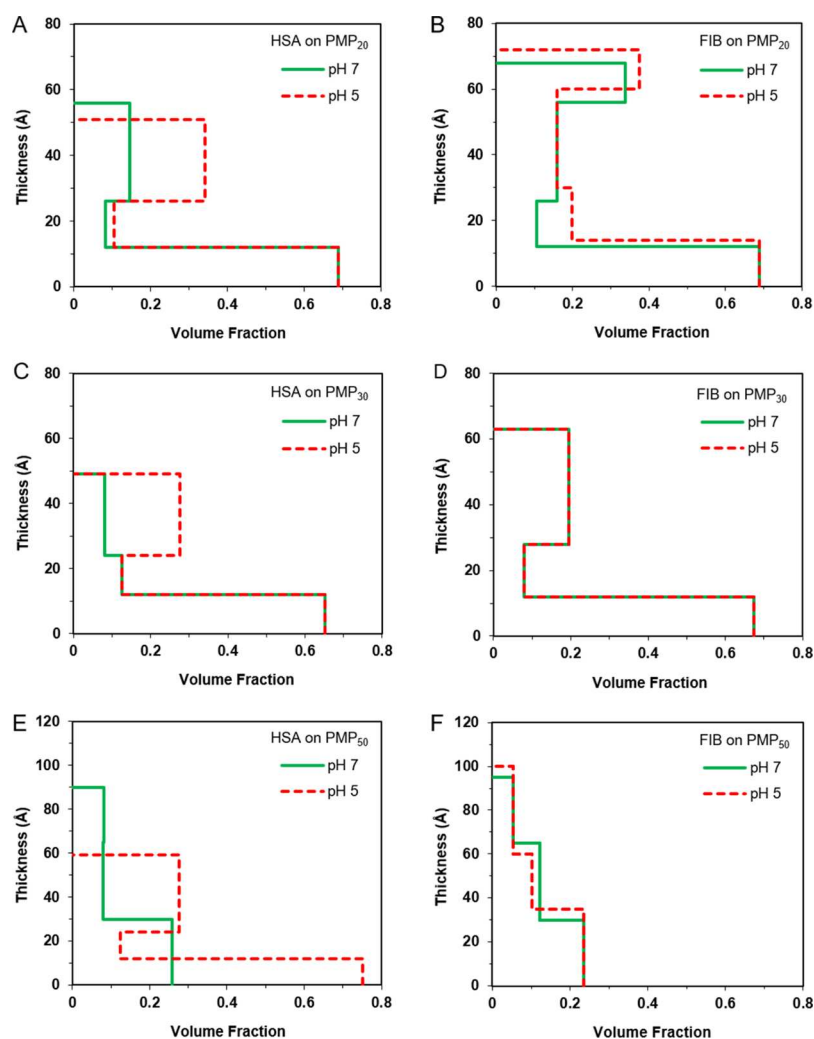 A
HSA on PMP20
pH 7
pH 5
Thickness (Å)
80
60
40
20
0
0
0.2
0.4
0.6
0.8
Volume Fraction
B
FIB on PMP20
pH 7
pH 5
Thickness (Å)
80
60
40
20
0
0
0.2
0.4
0.6
0.8
Volume Fraction
C
HSA on PMP30
pH 7
pH 5
Thickness (Å)
80
60
40
20
0
0
0.2
0.4
0.6
0.8
Volume Fraction
D
FIB on PMP30
pH 7
pH 5
Thickness (Å)
80
60
40
20
0
0
0.2
0.4
0.6
0.8
Volume Fraction
E
HSA on PMP50
pH 7
pH 5
Thickness (Å)
120
100
80
60
40
20
0
0
0.2
0.4
0.6
0.8
Volume Fraction
F
FIB on PMP50
pH 7
pH 5
Thickness (Å)
120
100
80
60
40
20
0
0
0.2
0.4
0.6
0.8
Volume Fraction